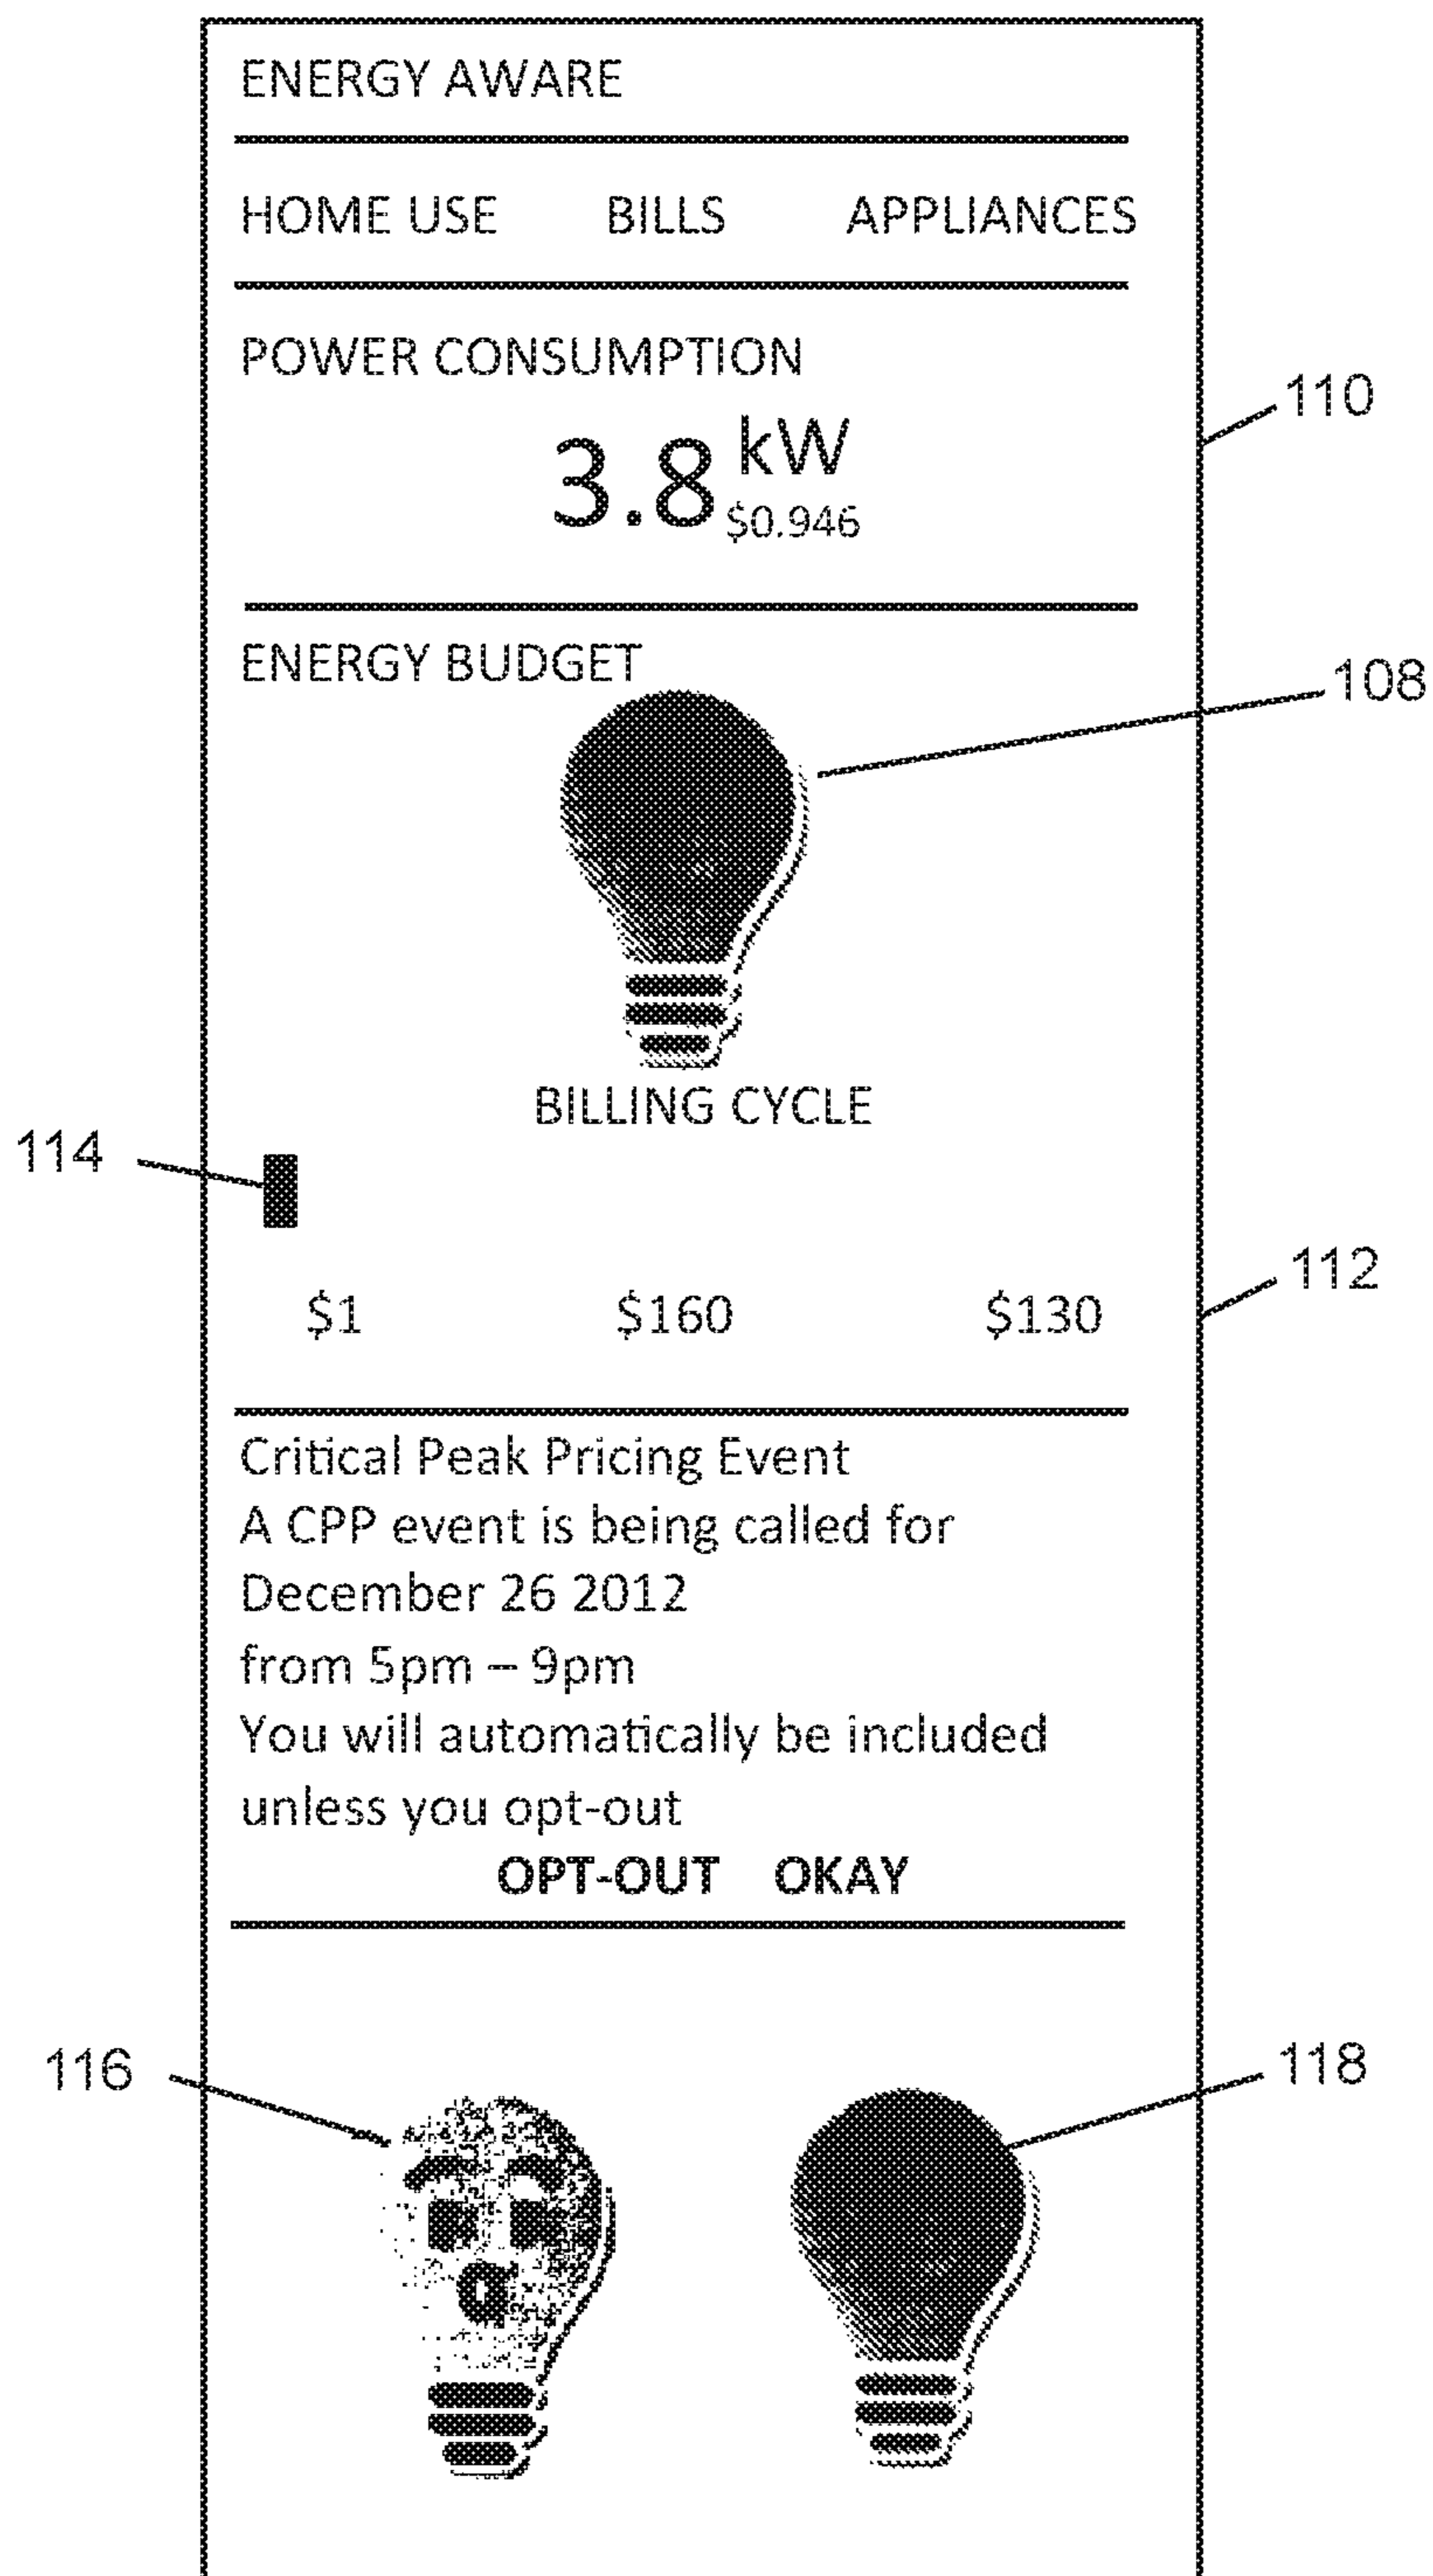 ENERGY AWARE
HOME USE BILLS APPLIANCES
POWER CONSUMPTION
110
3.8 kW
$0.946
ENERGY BUDGET
108
BILLING CYCLE
114
112
$1 $160 $130
Critical Peak Pricing Event
A CPP event is being called for
December 26 2012
from 5pm – 9pm
You will automatically be included
unless you opt-out
OPT-OUT OKAY
116 118